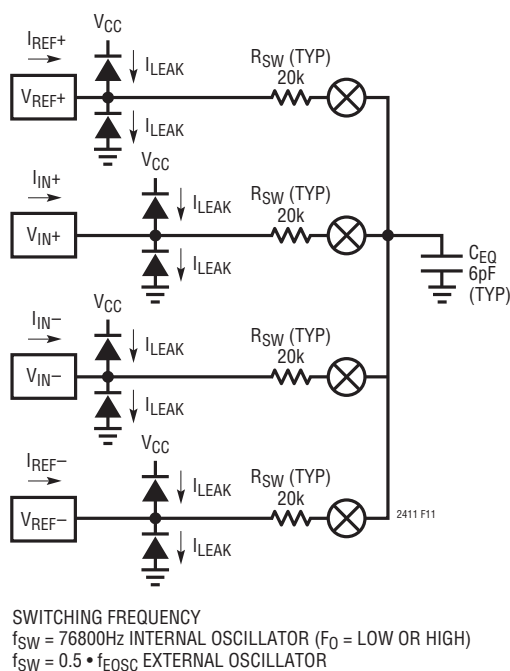 VCC
IREF+
ILEAK
RSW (TYP)
20k
VREF+
ILEAK
VCC
IIN+
ILEAK
RSW (TYP)
20k
VIN+
ILEAK
CEQ
6pF
(TYP)
VCC
IIN–
ILEAK
RSW (TYP)
20k
VIN–
ILEAK
VCC
IREF–
ILEAK
RSW (TYP)
20k
VREF–
ILEAK
2411 F11
SWITCHING FREQUENCY
fSW = 76800Hz INTERNAL OSCILLATOR (FO = LOW OR HIGH)
fSW = 0.5 • fEOSC EXTERNAL OSCILLATOR